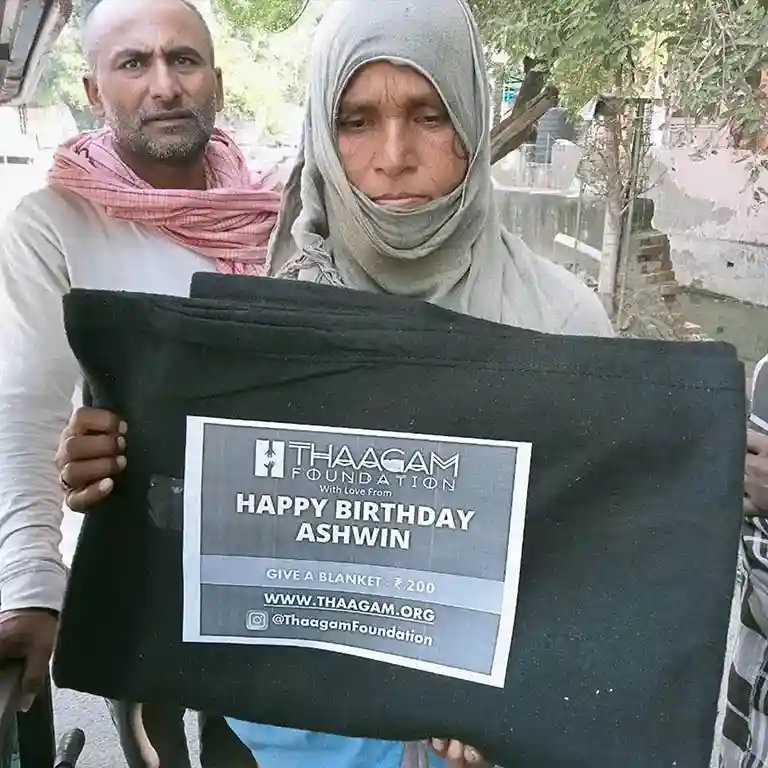 THAAGAM
FOUNDATION
With Love From
HAPPY BIRTHDAY
ASHWIN
GIVE A BLANKET - ₹.200
WWW.THAAGAM.ORG
@ThaagamFoundation